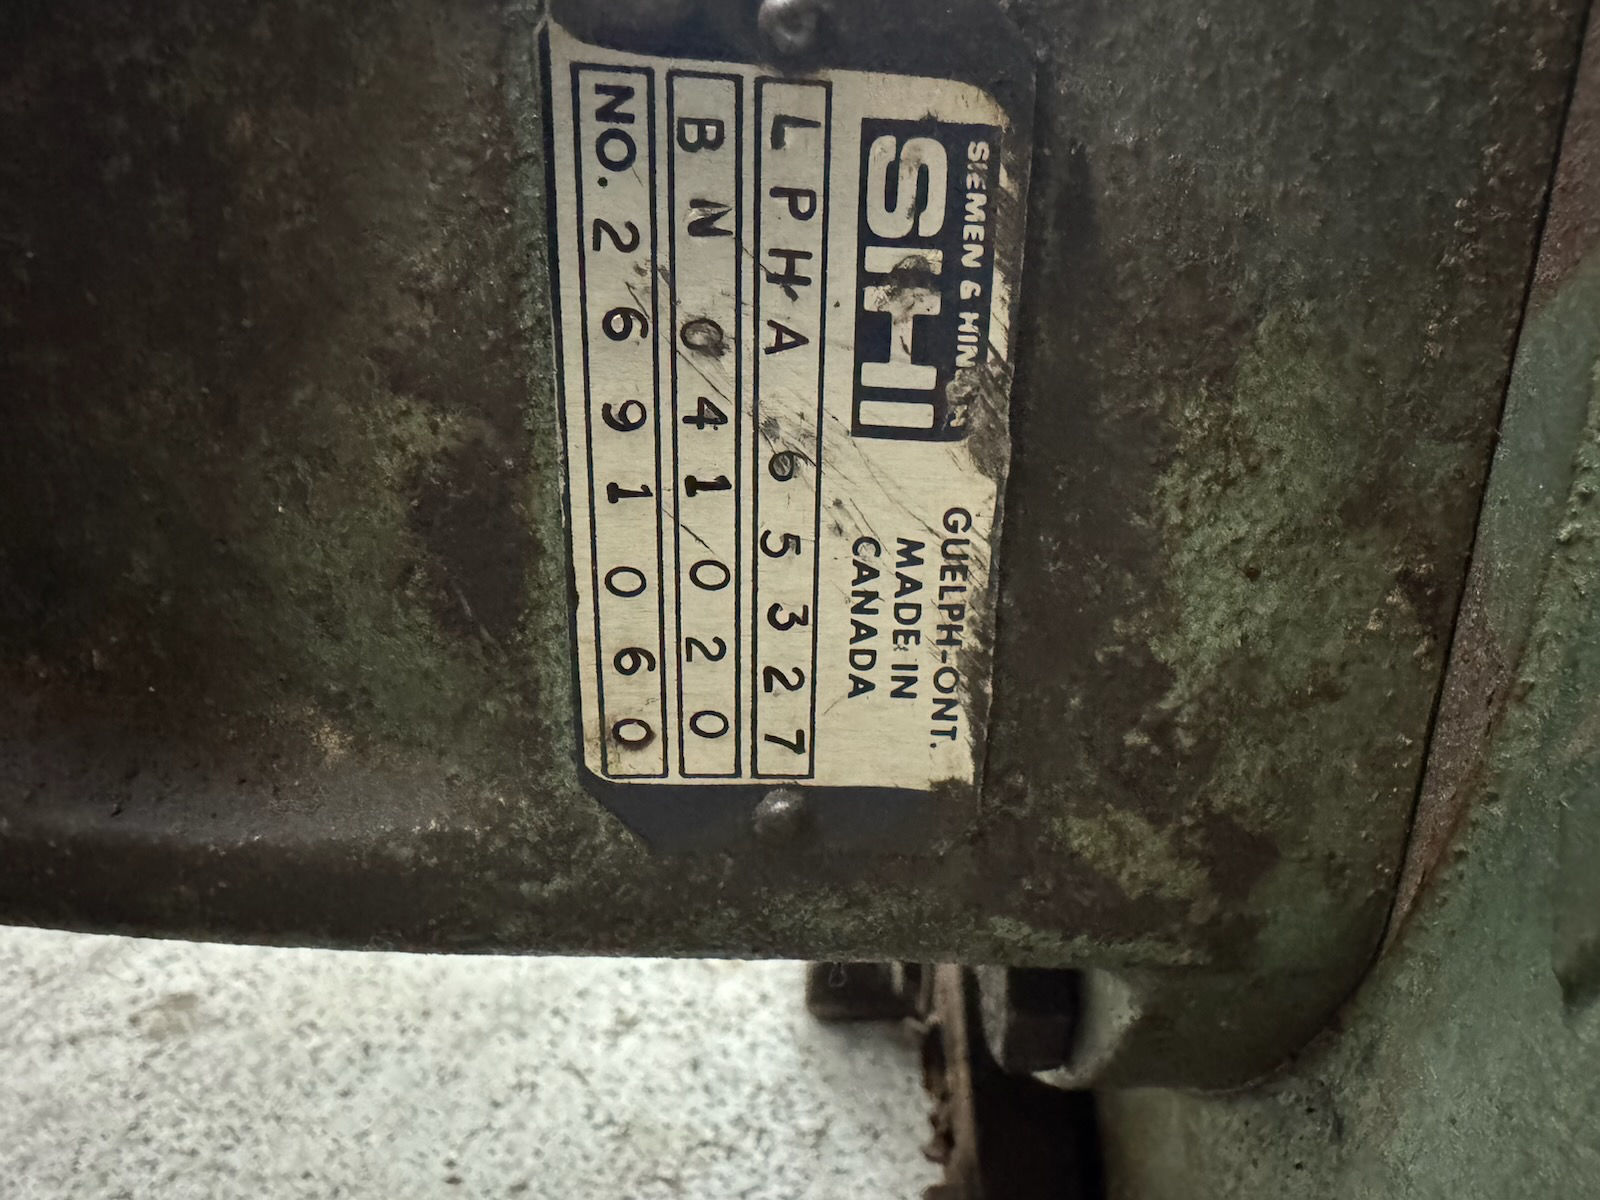 SIEMEN & HINSCH
SIHI
GUELPH-ONT.
MADE IN
CANADA
LPHA 65327
BN 041020
NO. 2691060